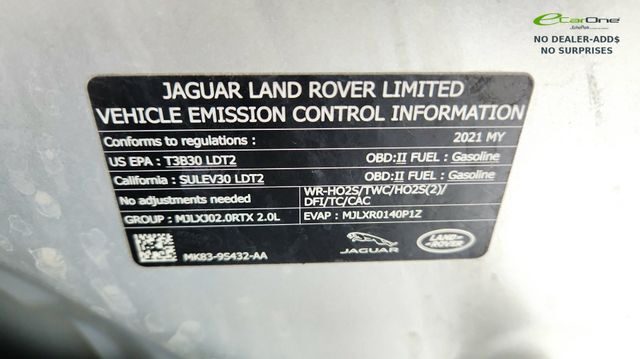 eCarOne
NO DEALER-ADD$
NO SURPRISES
JAGUAR LAND ROVER LIMITED
VEHICLE EMISSION CONTROL INFORMATION
Conforms to regulations : 2021 MY
US EPA : T3B30 LDT2 OBD:II FUEL : Gasoline
California : SULEV30 LDT2 OBD:II FUEL : Gasoline
No adjustments needed WR-HO2S/TWC/HO2S(2)/
DFI/TC/CAC
GROUP : MJLXJ02.0RTX 2.0L EVAP : MJLXR0140P1Z
MK83-9S432-AA
JAGUAR
LAND
ROVER